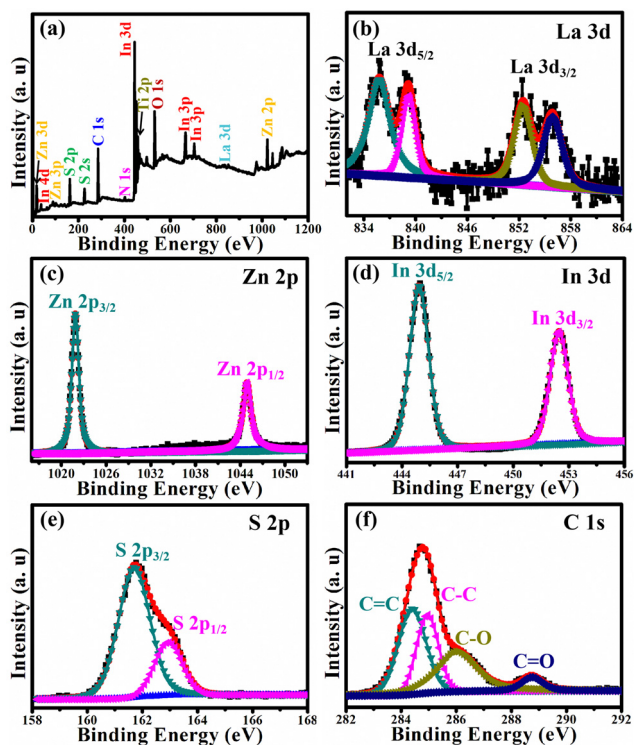 (a)
In 3d
Zn 3d
In 4d
Zn 3p
S 2p
S 2s
C 1s
N 1s
Ti 2p
O 1s
In 3p
In 3p
La 3d
Zn 2p
0 200 400 600 800 1000 1200
Binding Energy (eV)
Intensity (a. u)
(b)
La 3d
La 3d5/2
La 3d3/2
834 840 846 852 858 864
Binding Energy (eV)
Intensity (a. u)
(c)
Zn 2p
Zn 2p3/2
Zn 2p1/2
1020 1026 1032 1038 1044 1050
Binding Energy (eV)
Intensity (a. u)
(d)
In 3d
In 3d5/2
In 3d3/2
441 444 447 450 453 456
Binding Energy (eV)
Intensity (a. u)
(e)
S 2p
S 2p3/2
S 2p1/2
158 160 162 164 166 168
Binding Energy (eV)
Intensity (a. u)
(f)
C 1s
C=C
C-C
C-O
C=O
282 284 286 288 290 292
Binding Energy (eV)
Intensity (a. u)